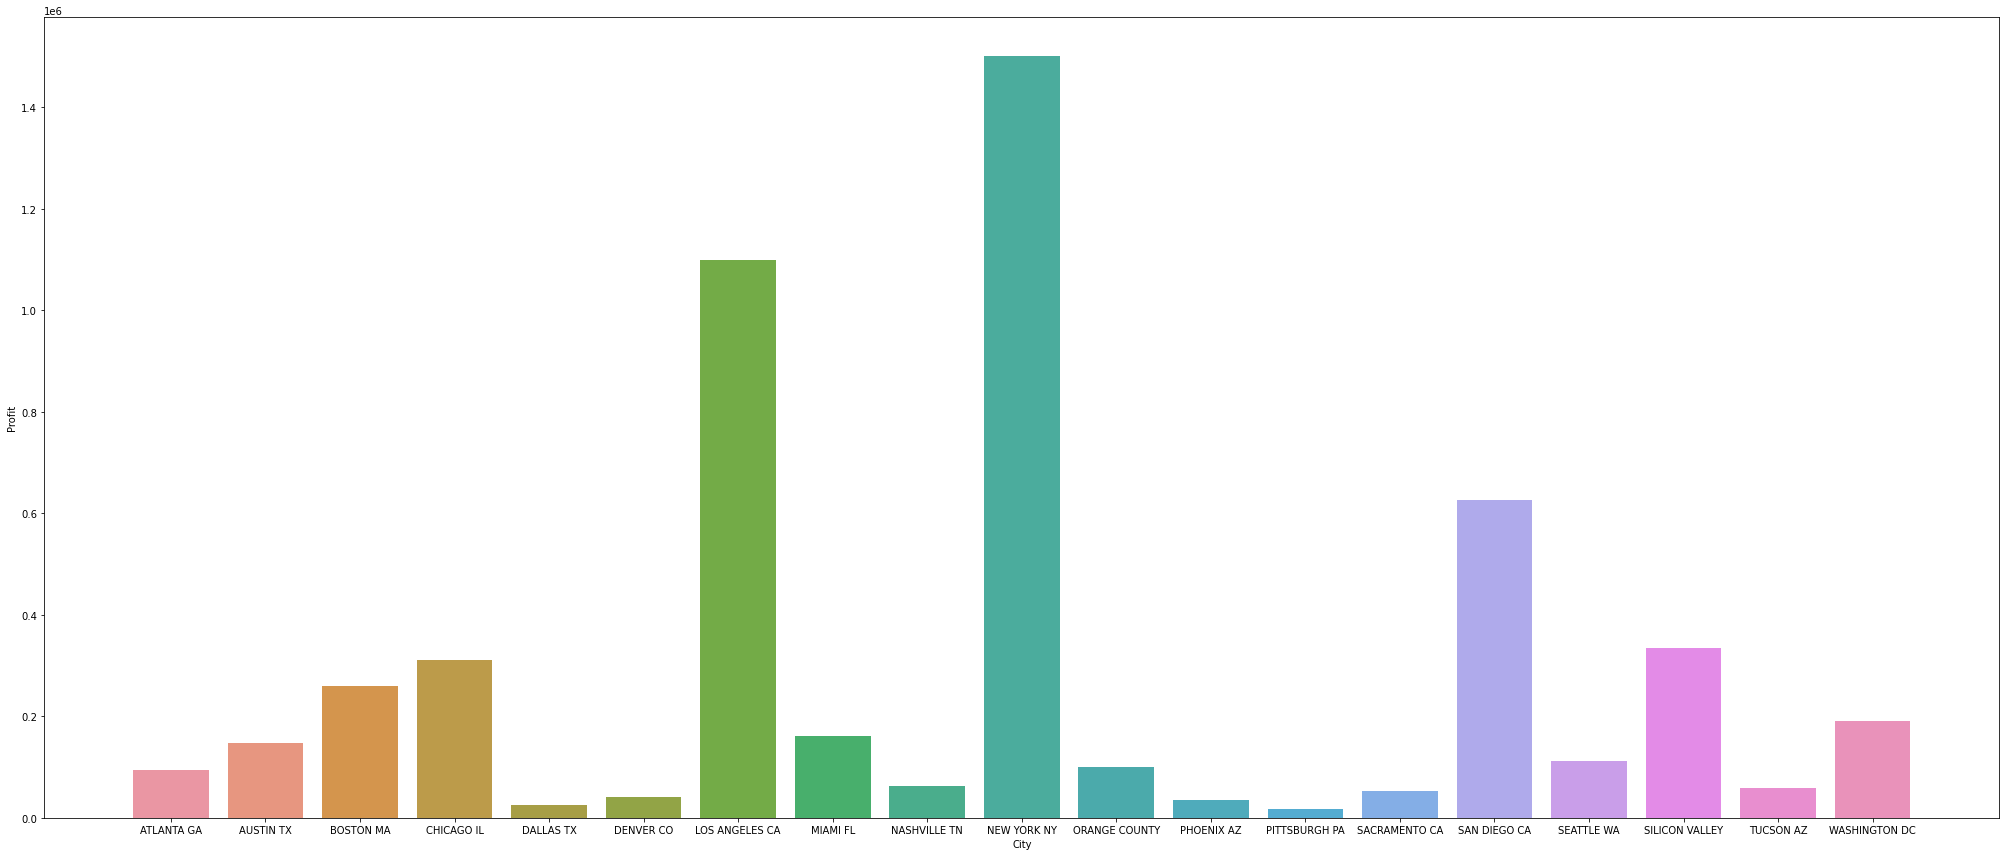 1e6
1.4
1.2
1.0
0.8
0.6
0.4
0.2
0.0
Profit
ATLANTA GA AUSTIN TX BOSTON MA CHICAGO IL DALLAS TX DENVER CO LOS ANGELES CA MIAMI FL NASHVILLE TN NEW YORK NY ORANGE COUNTY PHOENIX AZ PITTSBURGH PA SACRAMENTO CA SAN DIEGO CA SEATTLE WA SILICON VALLEY TUCSON AZ WASHINGTON DC
City